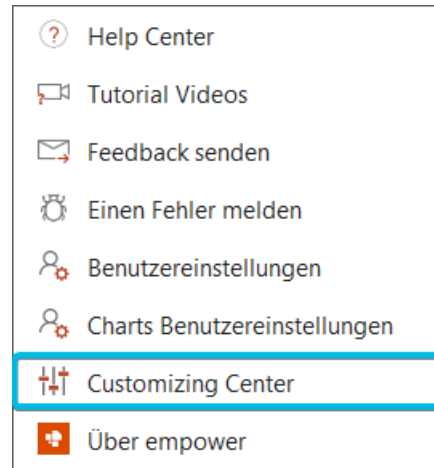 Help Center
Tutorial Videos
Feedback senden
Einen Fehler melden
Benutzereinstellungen
Charts Benutzereinstellungen
Customizing Center
Über empower